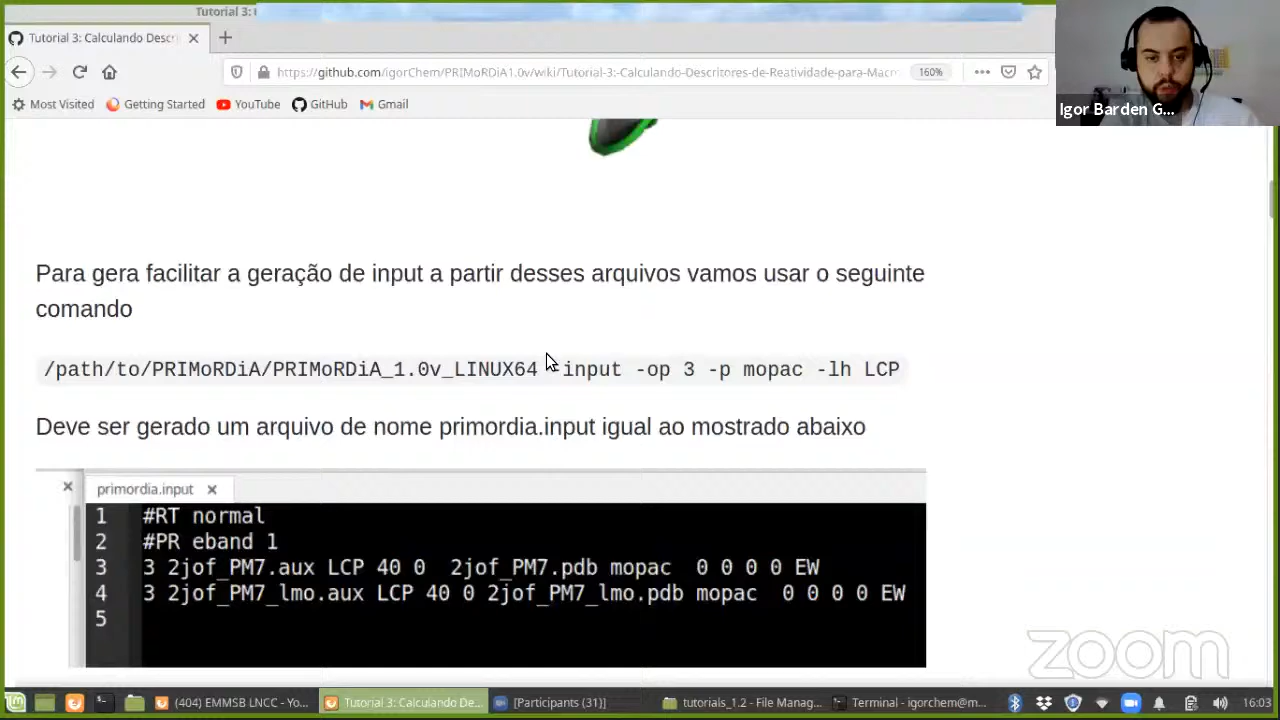 Tutorial 3:
Tutorial 3: Calculando Descri
https://github.com/igorChem/PRIMoRDiA1.0v/wiki/Tutorial-3:-Calculando-Descritores-de-Reatividade-para-Macro
160%
Most Visited Getting Started YouTube GitHub Gmail
Igor Barden G...
Para gera facilitar a geração de input a partir desses arquivos vamos usar o seguinte
comando
/path/to/PRIMoRDiA/PRIMoRDiA_1.0v_LINUX64 -input -op 3 -p mopac -lh LCP
Deve ser gerado um arquivo de nome primordia.input igual ao mostrado abaixo
primordia.input
1 #RT normal
2 #PR eband 1
3 3 2jof_PM7.aux LCP 40 0 2jof_PM7.pdb mopac 0 0 0 0 EW
4 3 2jof_PM7_lmo.aux LCP 40 0 2jof_PM7_lmo.pdb mopac 0 0 0 0 EW
5
zoom
(404) EMMSB LNCC - Yo... Tutorial 3: Calculando De... [Participants (31)] tutorials_1.2 - File Manag... Terminal - igorchem@m... 16:03